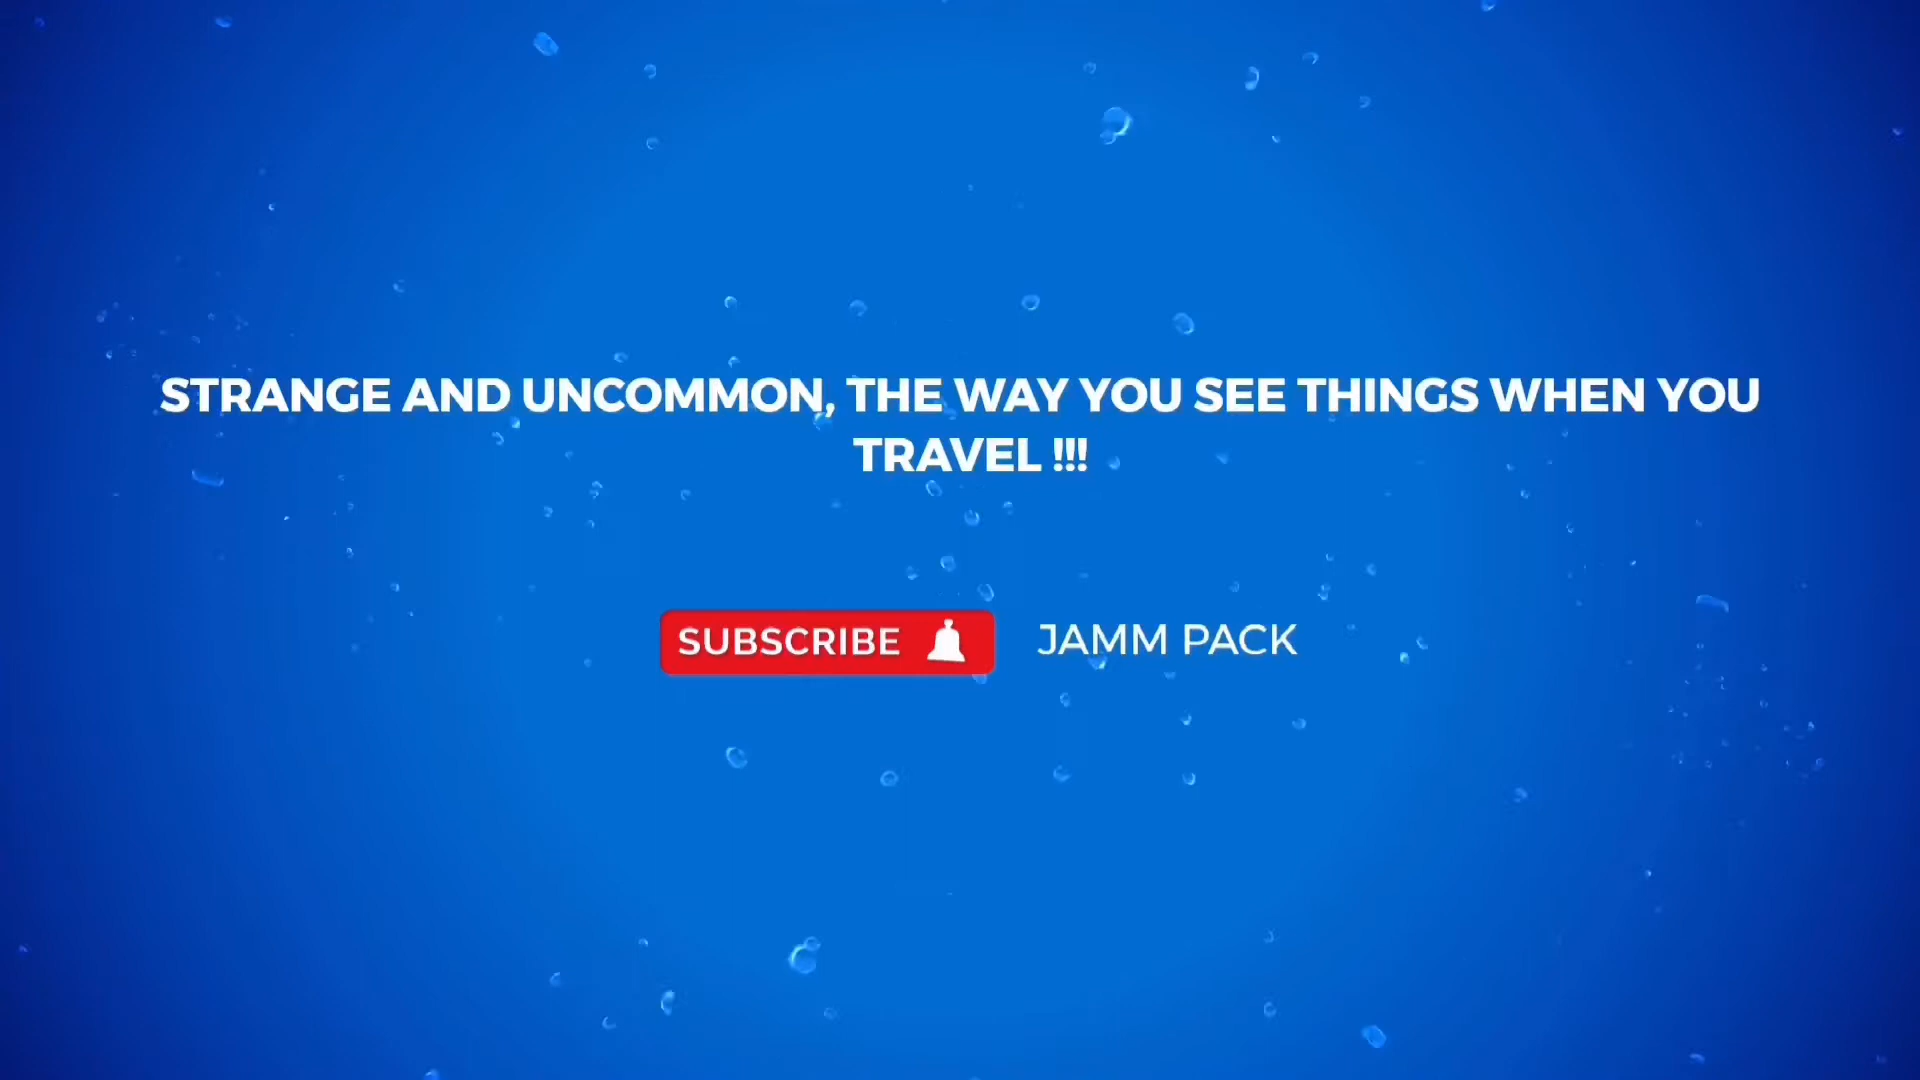 STRANGE AND UNCOMMON, THE WAY YOU SEE THINGS WHEN YOU
TRAVEL !!!
SUBSCRIBE JAMM PACK